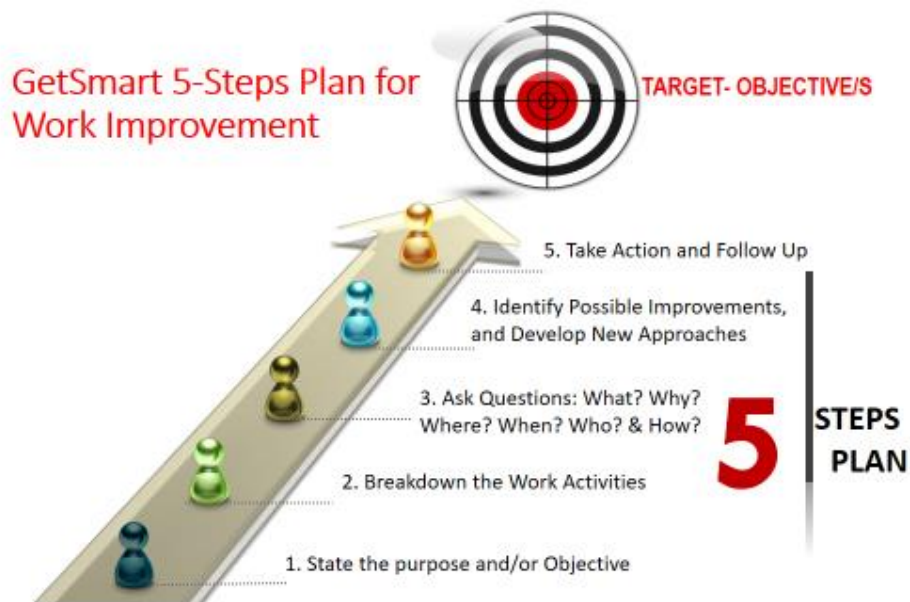 GetSmart 5-Steps Plan for
Work Improvement
TARGET- OBJECTIVE/S
5. Take Action and Follow Up
4. Identify Possible Improvements,
and Develop New Approaches
3. Ask Questions: What? Why?
Where? When? Who? & How?
2. Breakdown the Work Activities
1. State the purpose and/or Objective
5
STEPS
PLAN